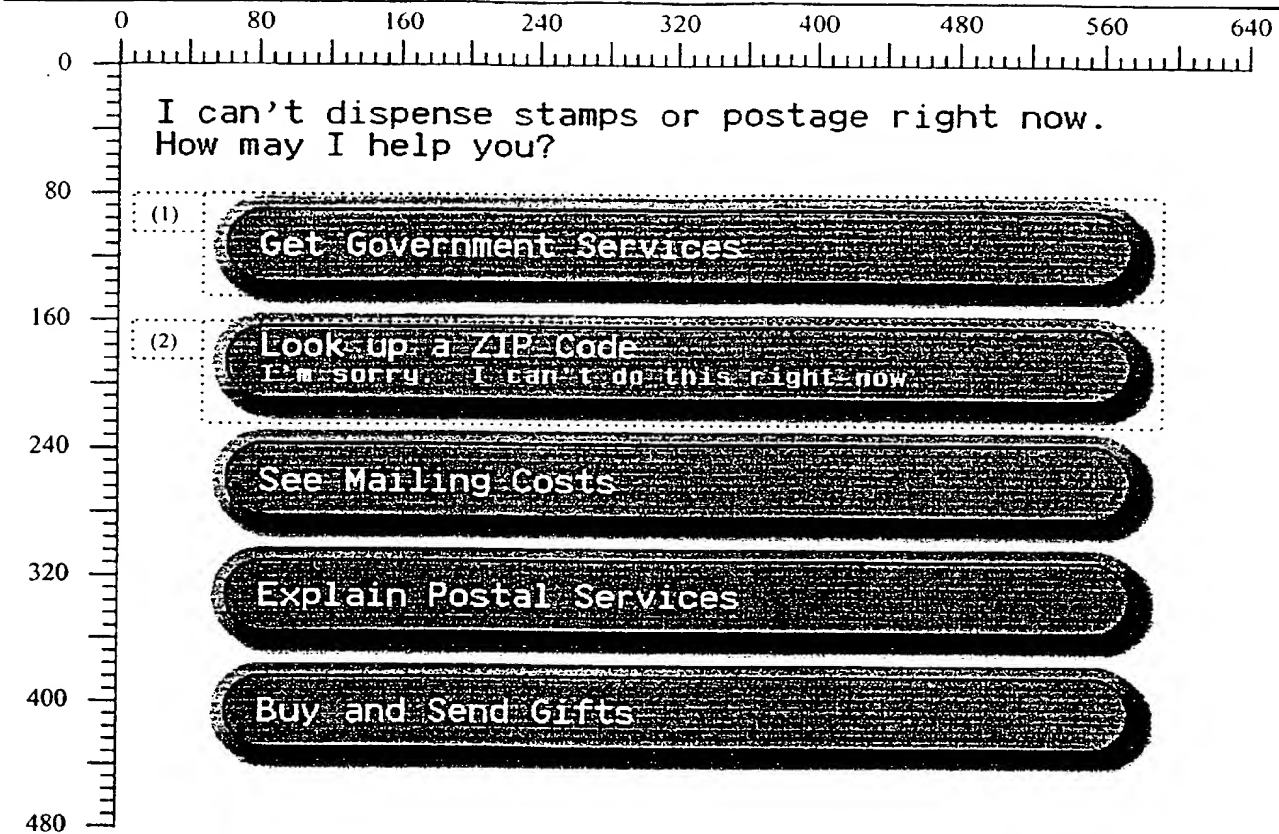 0 80 160 240 320 400 480 560 640
0
I can't dispense stamps or postage right now.
How may I help you?
80
(1)
Get Government Services
160
(2)
Look up a ZIP Code
I'm sorry. I can't do this right now.
240
See Mailing Costs
320
Explain Postal Services
400
Buy and Send Gifts
480